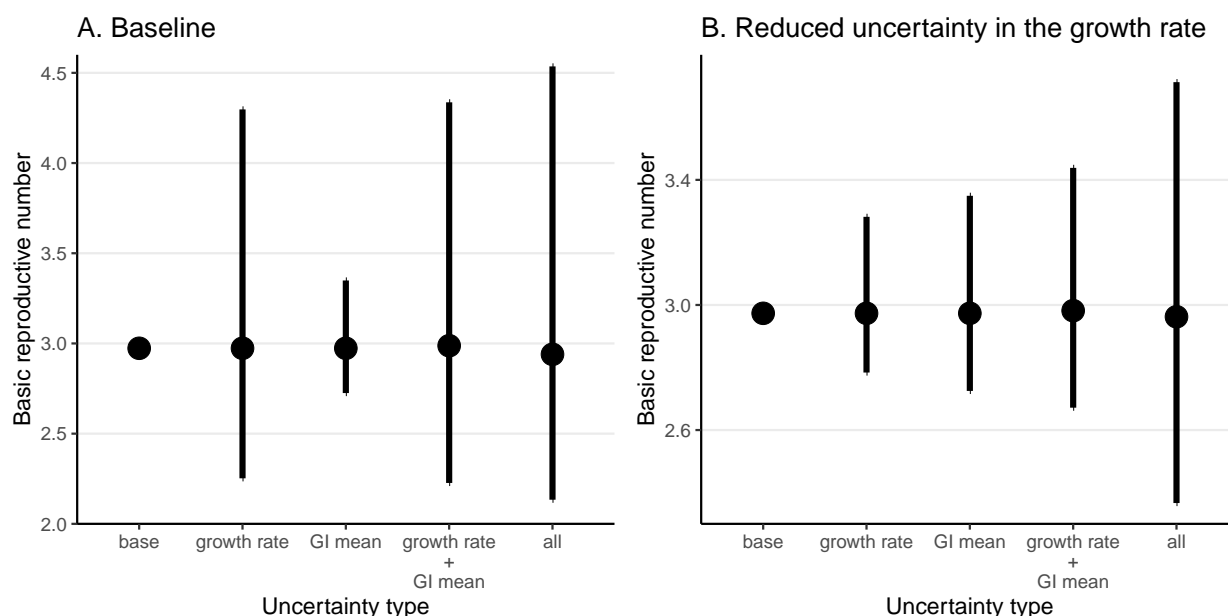 A. Baseline
Basic reproductive number
4.5
4.0
3.5
3.0
2.5
2.0
base
growth rate
GI mean
growth rate
+
GI mean
all
Uncertainty type
B. Reduced uncertainty in the growth rate
Basic reproductive number
3.4
3.0
2.6
base
growth rate
GI mean
growth rate
+
GI mean
all
Uncertainty type